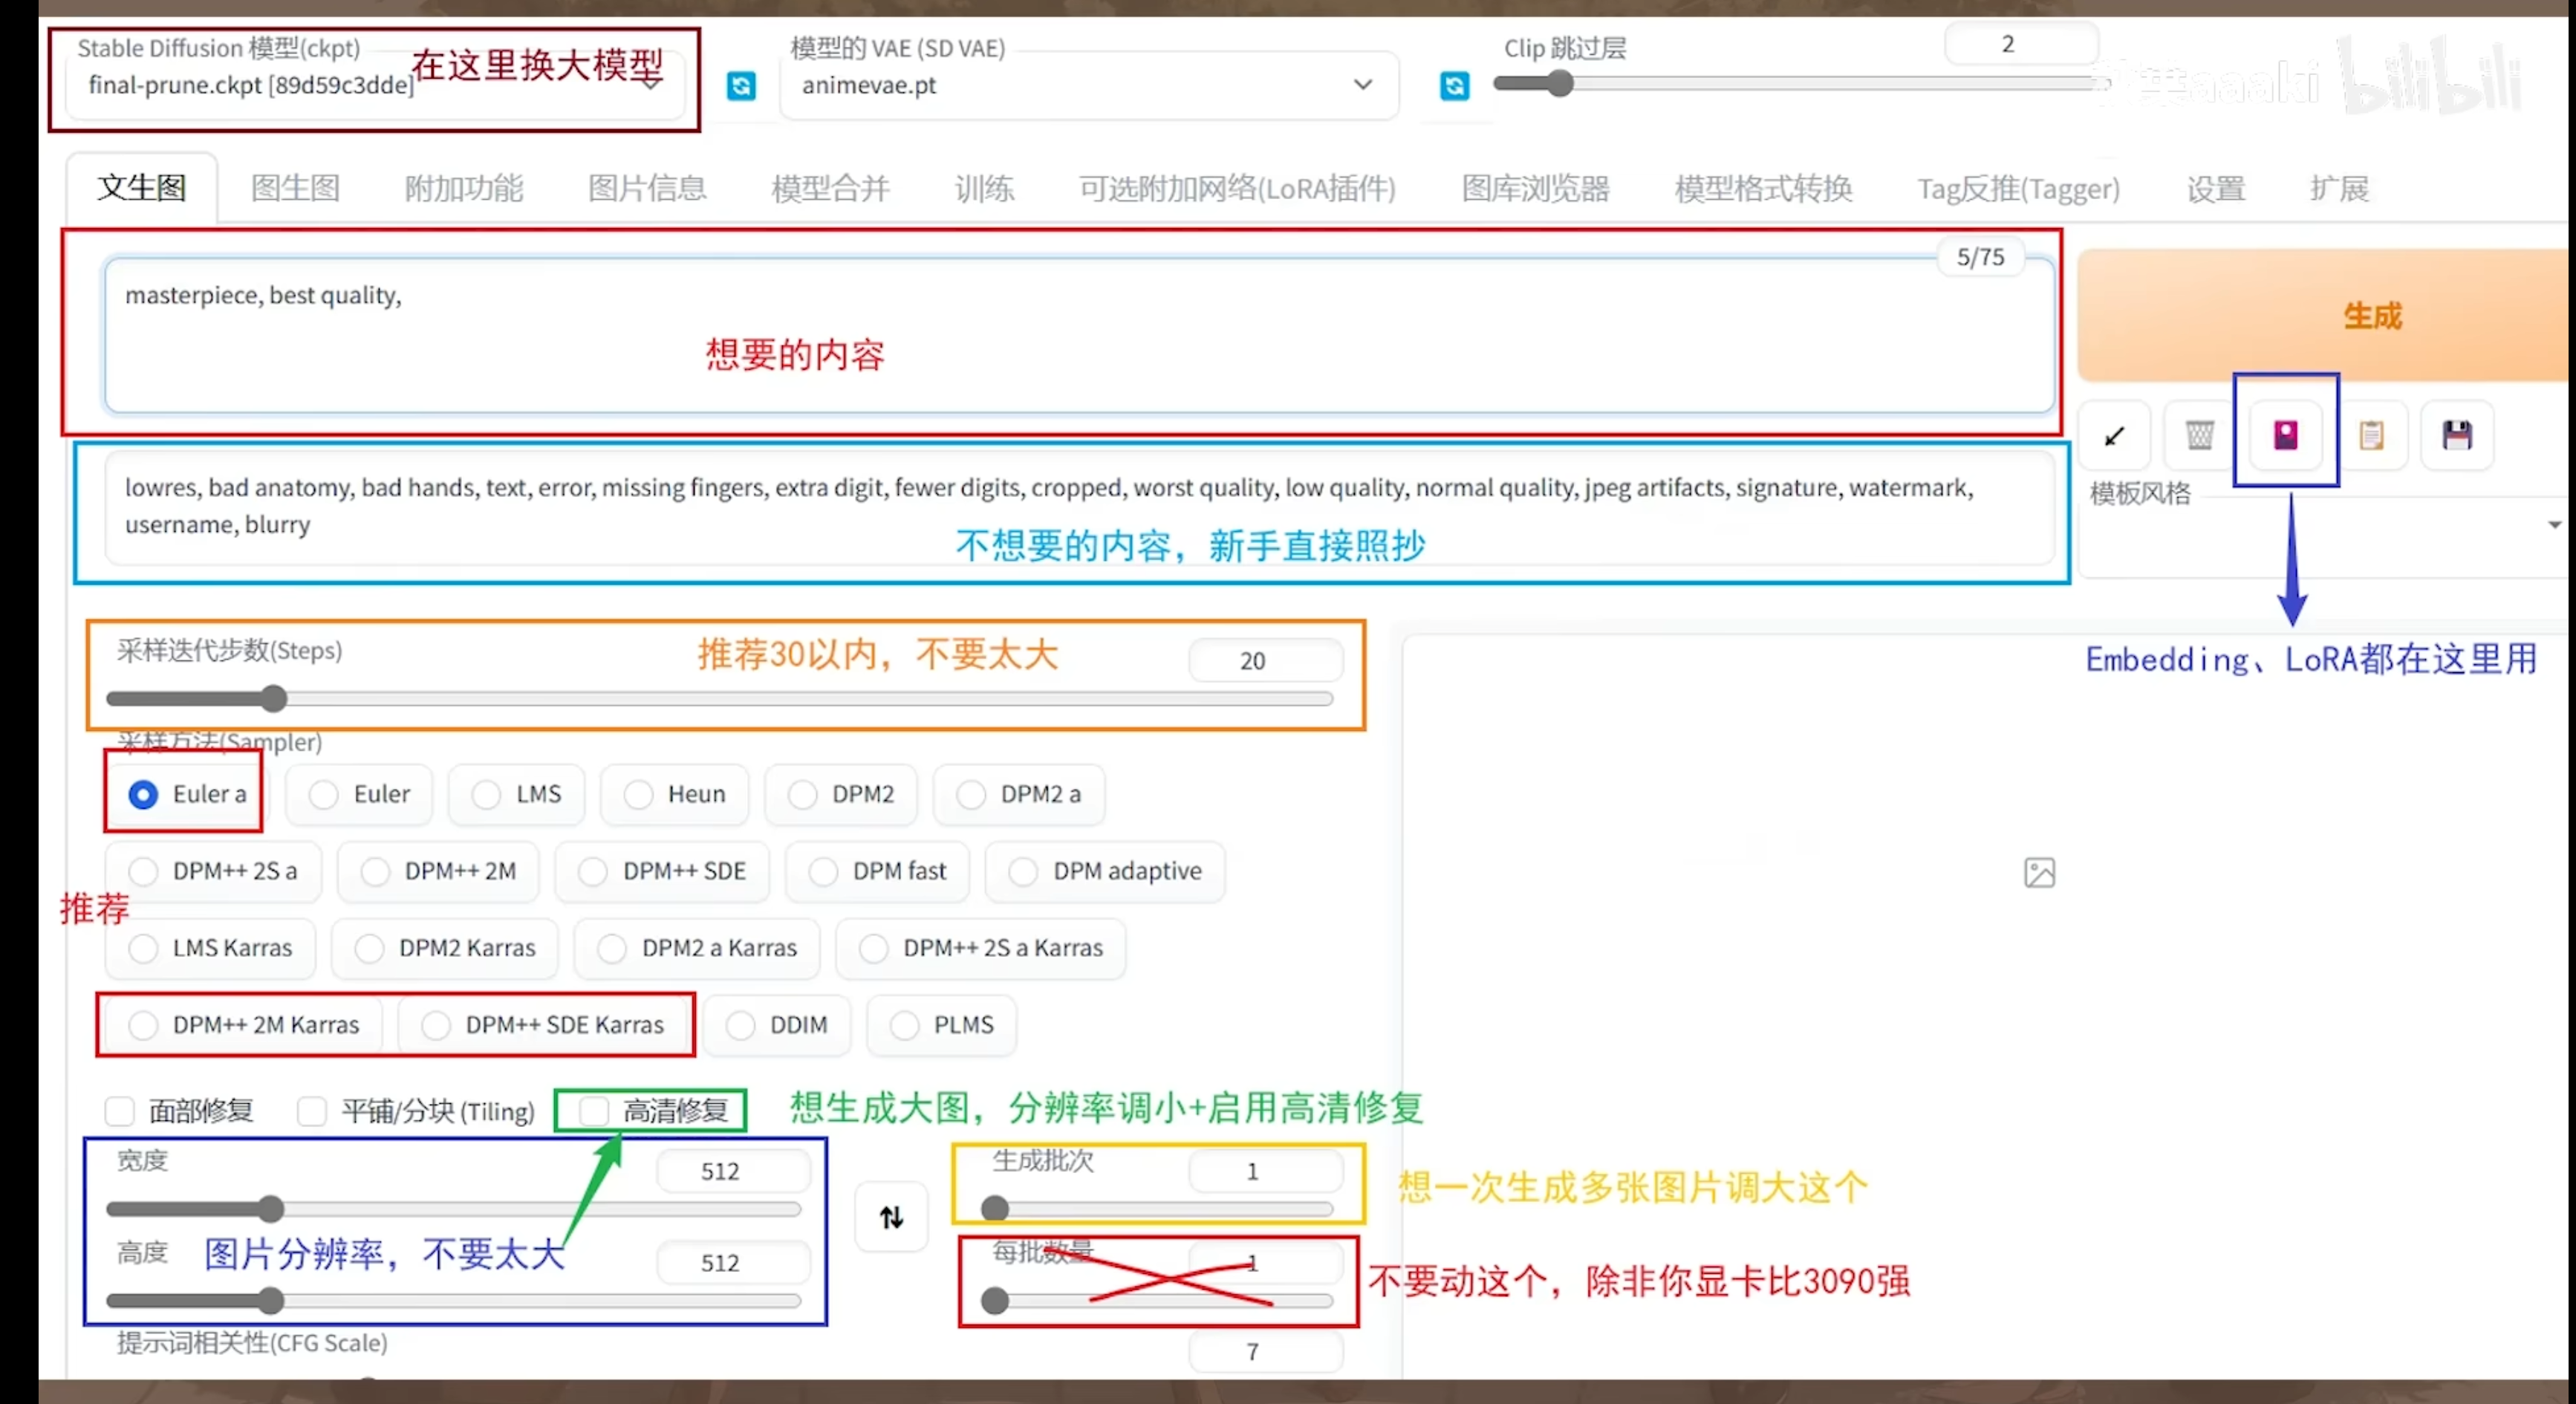 Stable Diffusion 模型(ckpt)
final-prune.ckpt [89d59c3dde]
在这里换大模型
模型的 VAE (SD VAE)
animevae.pt
Clip 跳过层
2
aaaki bilibili
文生图 图生图 附加功能 图片信息 模型合并 训练 可选附加网络(LoRA插件) 图库浏览器 模型格式转换 Tag反推(Tagger) 设置 扩展
5/75
masterpiece, best quality,
想要的内容
生成
lowres, bad anatomy, bad hands, text, error, missing fingers, extra digit, fewer digits, cropped, worst quality, low quality, normal quality, jpeg artifacts, signature, watermark,
username, blurry
不想要的内容，新手直接照抄
模板风格
Embedding、LoRA都在这里用
采样迭代步数(Steps)
推荐30以内，不要太大
20
采样方法(Sampler)
Euler a Euler LMS Heun DPM2 DPM2 a
DPM++ 2S a DPM++ 2M DPM++ SDE DPM fast DPM adaptive
推荐
LMS Karras DPM2 Karras DPM2 a Karras DPM++ 2S a Karras
DPM++ 2M Karras DPM++ SDE Karras DDIM PLMS
面部修复 平铺/分块 (Tiling) 高清修复
想生成大图，分辨率调小+启用高清修复
宽度
512
高度
512
图片分辨率，不要太大
生成批次
1
想一次生成多张图片调大这个
每批数量
1
不要动这个，除非你显卡比3090强
提示词相关性(CFG Scale)
7